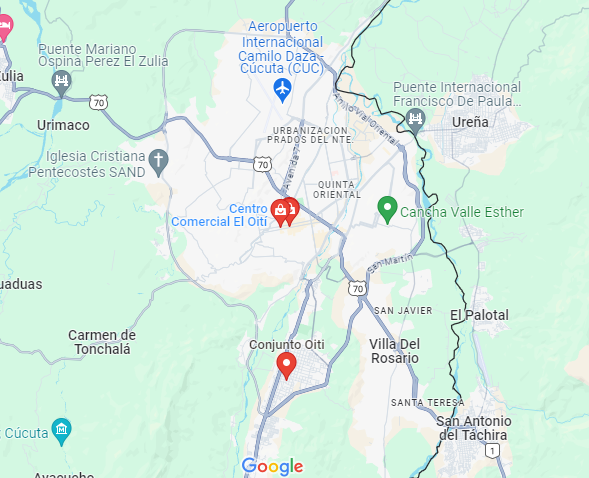 Aeropuerto
Internacional
Camilo Daza -
Cúcuta (CUC)
Puente Mariano
Ospina Perez El Zulia
Zulia
70
Urimaco
Puente Internacional
Francisco De Paula...
Ureña
Anillo Vial Oriental
URBANIZACION
PRADOS DEL NTE.
Avenida 7
Iglesia Cristiana
Pentecostés SAND
70
QUINTA
ORIENTAL
Centro
Comercial El Oiti
Cancha Valle Esther
San Martín
70
uaduas
SAN JAVIER
El Palotal
Carmen de
Tonchalá
Conjunto Oiti
Villa Del
Rosario
SANTA TERESA
San Antonio
del Táchira
Cúcuta
1
Google
Ayacucho